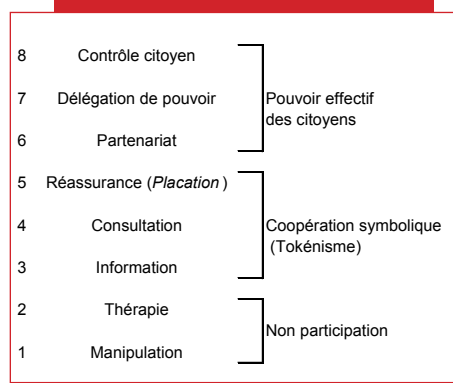 8 Contrôle citoyen
7 Délégation de pouvoir
Pouvoir effectif
des citoyens
6 Partenariat
5 Réassurance (Placation )
4 Consultation
Coopération symbolique
(Tokénisme)
3 Information
2 Thérapie
Non participation
1 Manipulation